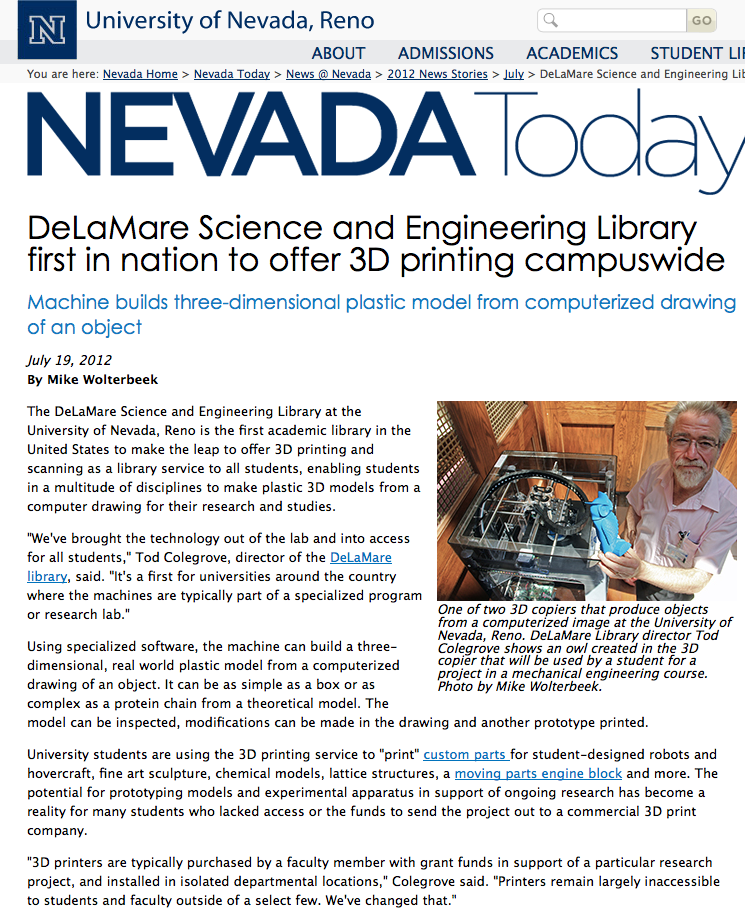 N University of Nevada, Reno
GO
ABOUT ADMISSIONS ACADEMICS STUDENT LI
You are here: Nevada Home > Nevada Today > News @ Nevada > 2012 News Stories > July > DeLaMare Science and Engineering Lib
NEVADA Today
DeLaMare Science and Engineering Library
first in nation to offer 3D printing campuswide
Machine builds three-dimensional plastic model from computerized drawing
of an object
July 19, 2012
By Mike Wolterbeek
The DeLaMare Science and Engineering Library at the
University of Nevada, Reno is the first academic library in the
United States to make the leap to offer 3D printing and
scanning as a library service to all students, enabling students
in a multitude of disciplines to make plastic 3D models from a
computer drawing for their research and studies.
"We've brought the technology out of the lab and into access
for all students," Tod Colegrove, director of the DeLaMare
library, said. "It's a first for universities around the country
where the machines are typically part of a specialized program
or research lab."
One of two 3D copiers that produce objects
from a computerized image at the University of
Nevada, Reno. DeLaMare Library director Tod
Colegrove shows an owl created in the 3D
copier that will be used by a student for a
project in a mechanical engineering course.
Photo by Mike Wolterbeek.
Using specialized software, the machine can build a three-
dimensional, real world plastic model from a computerized
drawing of an object. It can be as simple as a box or as
complex as a protein chain from a theoretical model. The
model can be inspected, modifications can be made in the drawing and another prototype printed.
University students are using the 3D printing service to "print" custom parts for student-designed robots and
hovercraft, fine art sculpture, chemical models, lattice structures, a moving parts engine block and more. The
potential for prototyping models and experimental apparatus in support of ongoing research has become a
reality for many students who lacked access or the funds to send the project out to a commercial 3D print
company.
"3D printers are typically purchased by a faculty member with grant funds in support of a particular research
project, and installed in isolated departmental locations," Colegrove said. "Printers remain largely inaccessible
to students and faculty outside of a select few. We've changed that."